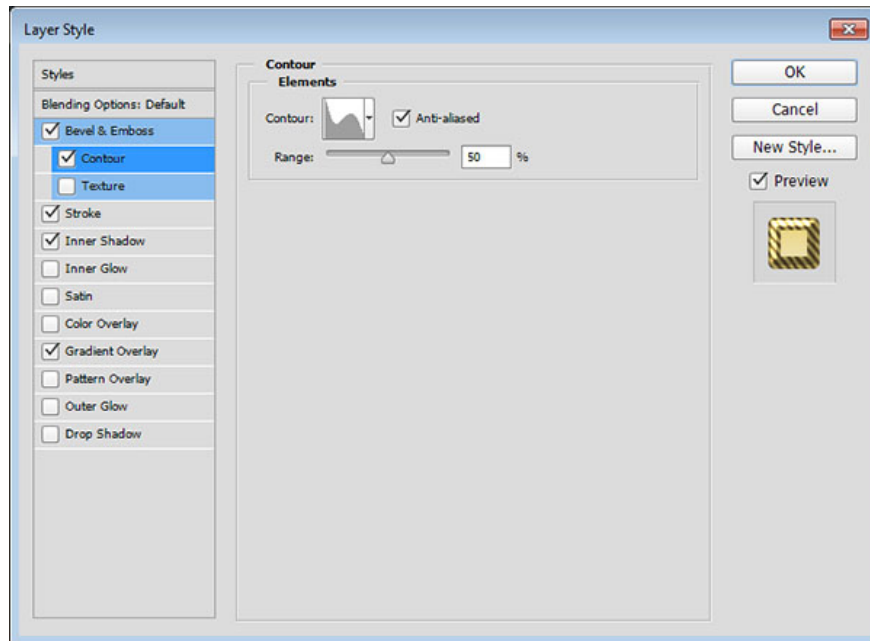 Layer Style
Styles
Blending Options: Default
Bevel & Emboss
Contour
Texture
Stroke
Inner Shadow
Inner Glow
Satin
Color Overlay
Gradient Overlay
Pattern Overlay
Outer Glow
Drop Shadow
Contour
Elements
Contour:
Anti-aliased
Range: 50 %
OK
Cancel
New Style...
Preview